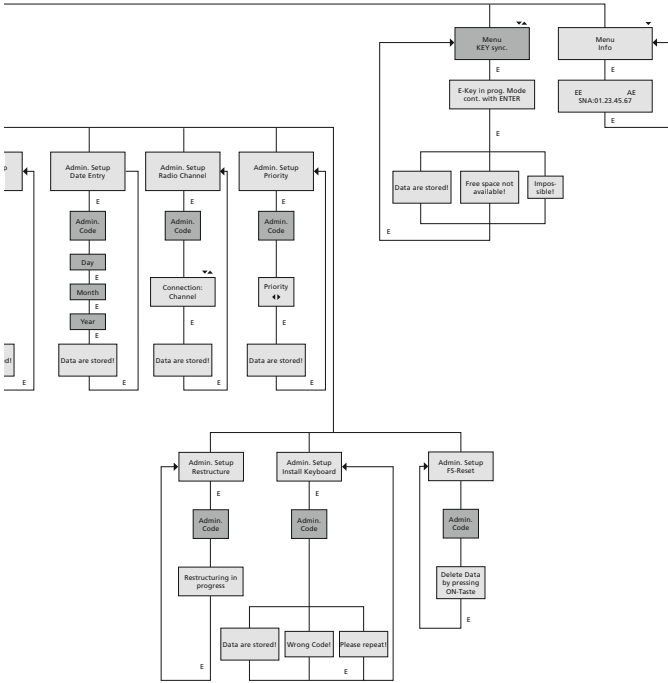 Menu
KEY sync.
Menu
Info
E
E
E-Key in prog. Mode
cont. with ENTER
EE AE
SNA:01.23.45.67
E
E
Data are stored!
Free space not
available!
Impos-
sible!
E
Admin. Setup
Date Entry
Admin. Setup
Radio Channel
Admin. Setup
Priority
E
E
E
Admin.
Code
Admin.
Code
Admin.
Code
Day
E
Month
E
Year
E
Connection:
Channel
Priority
E
E
Data are stored!
Data are stored!
Data are stored!
E
E
E
E
Admin. Setup
Restructure
Admin. Setup
Install Keyboard
Admin. Setup
FS-Reset
E
E
Admin.
Code
Admin.
Code
Admin.
Code
Restructuring in
progress
Delete Data
by pressing
ON-Taste
E
Data are stored!
Wrong Code!
Please repeat!
E
E